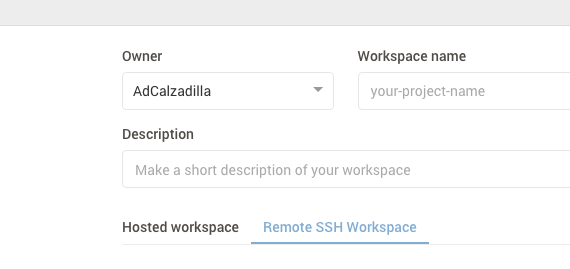 Owner
Workspace name
AdCalzadilla
your-project-name
Description
Make a short description of your workspace
Hosted workspace
Remote SSH Workspace